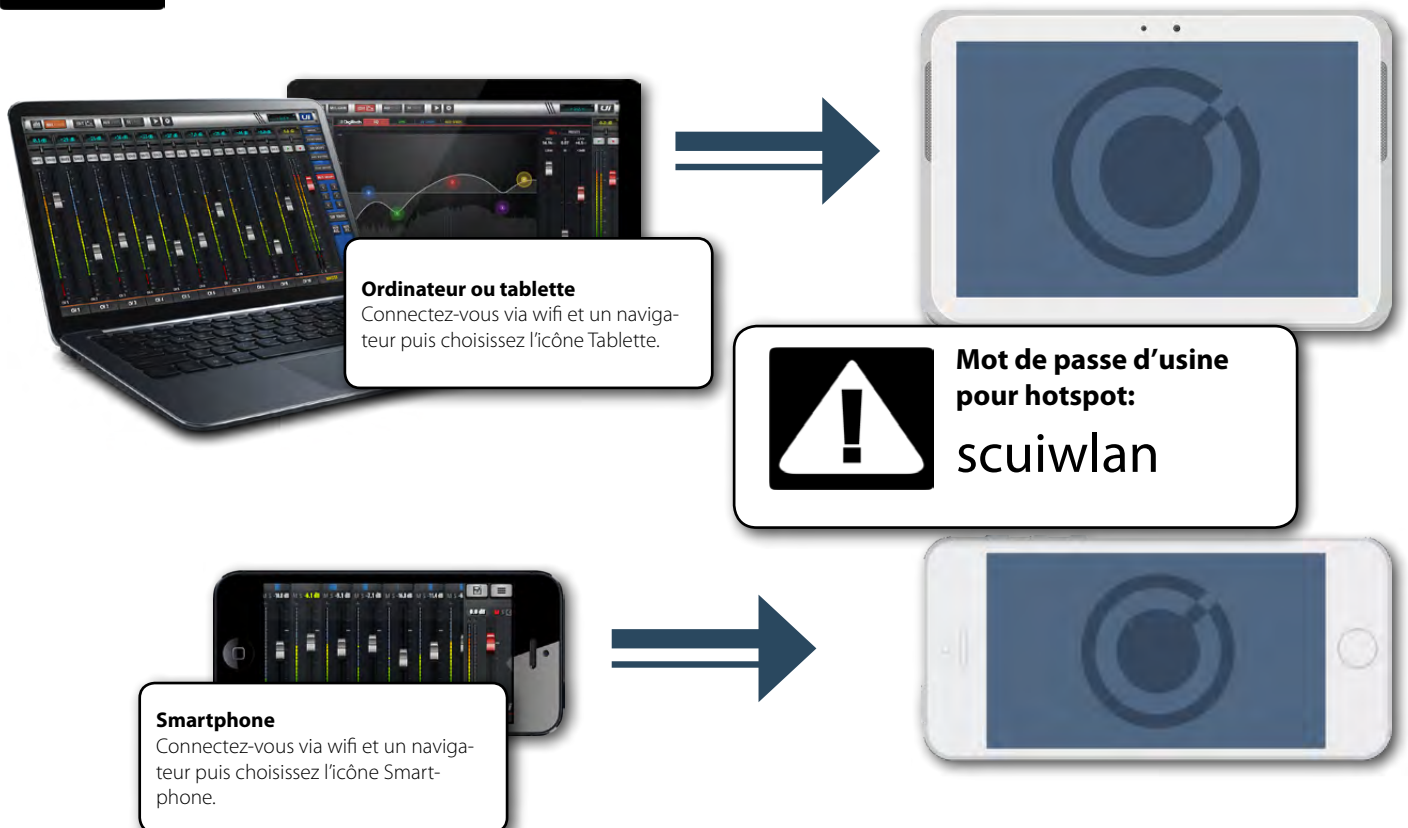 Ordinateur ou tablette
Connectez-vous via wifi et un naviga-
teur puis choisissez l’icône Tablette.
Mot de passe d’usine
pour hotspot:
scuiwlan
Smartphone
Connectez-vous via wifi et un naviga-
teur puis choisissez l’icône Smart-
phone.